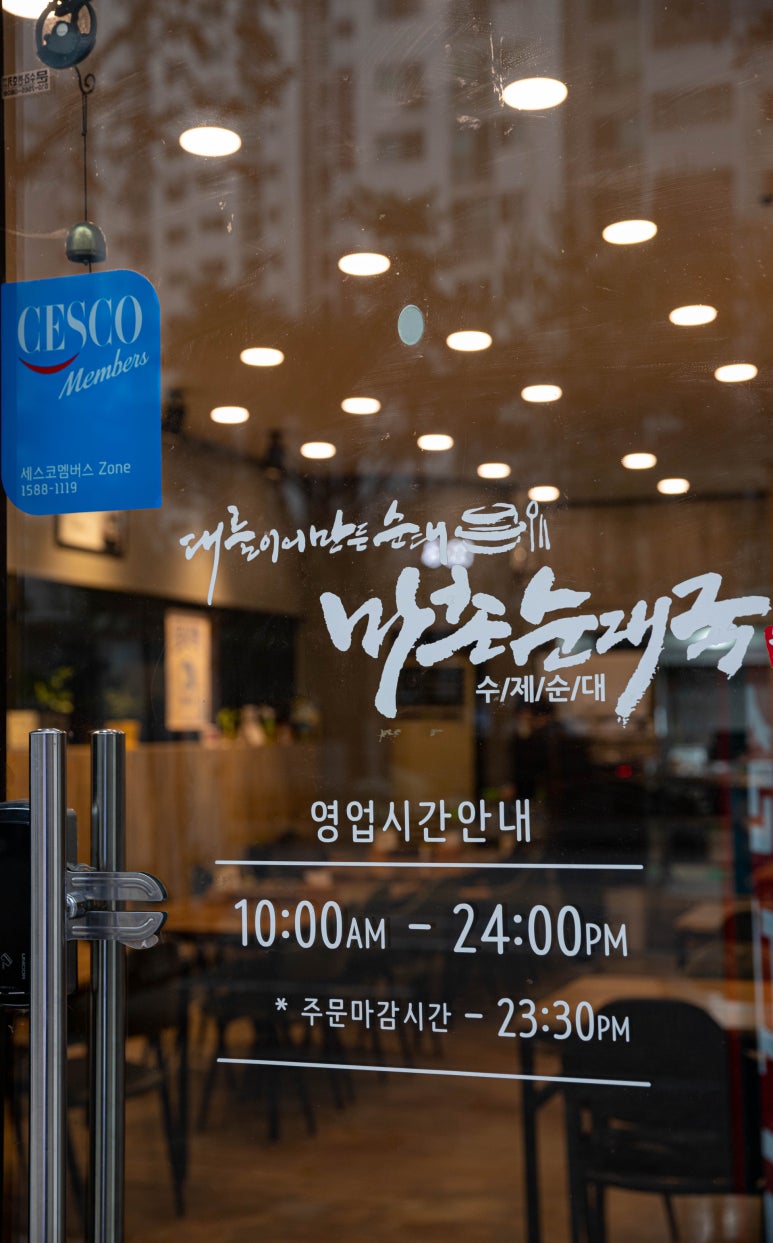 CESCO
Members
세스코멤버스 Zone
1588-1119
대를이어만든순대
마초순대국
수/제/순/대
영업시간안내
10:00AM - 24:00PM
* 주문마감시간 - 23:30PM